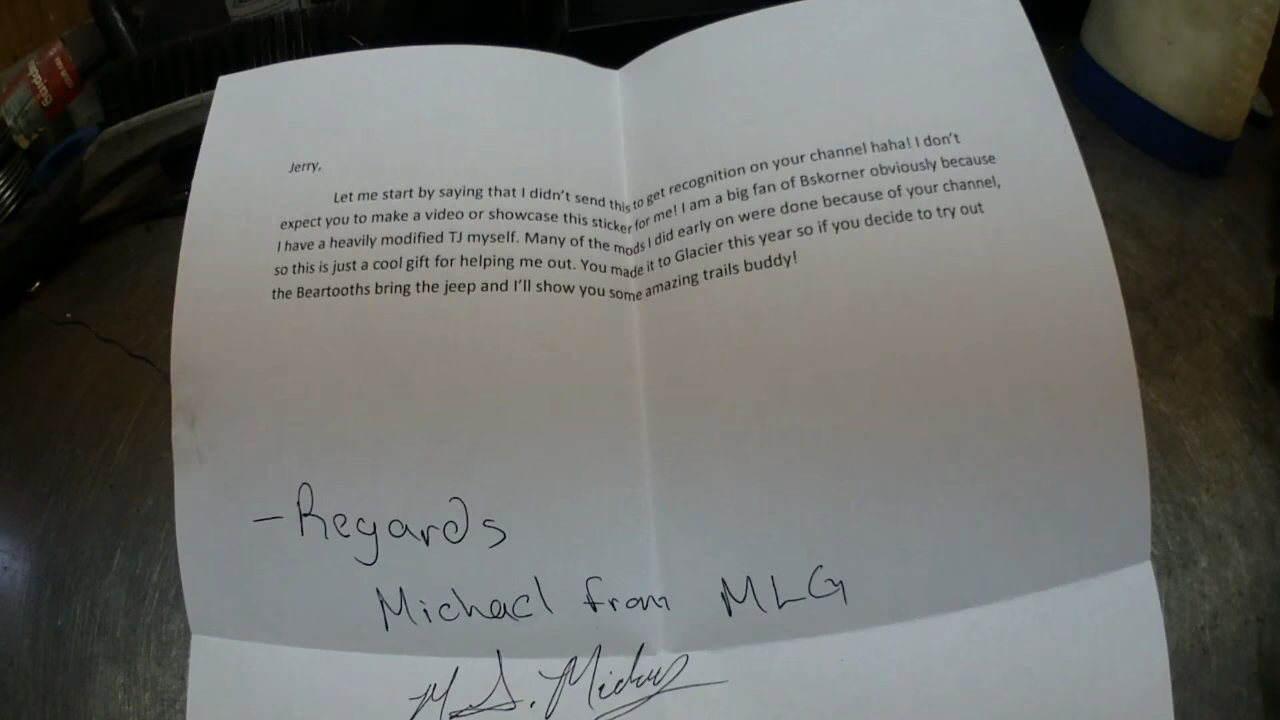 Jerry,
Let me start by saying that I didn't send this to get recognition on your channel haha! I don't
expect you to make a video or showcase this sticker for me! I am a big fan of Bskorner obviously because
I have a heavily modified TJ myself. Many of the mods I did early on were done because of your channel,
so this is just a cool gift for helping me out. You made it to Glacier this year so if you decide to try out
the Beartooths bring the jeep and I'll show you some amazing trails buddy!
-Regards
Michael from MLG
M. S.